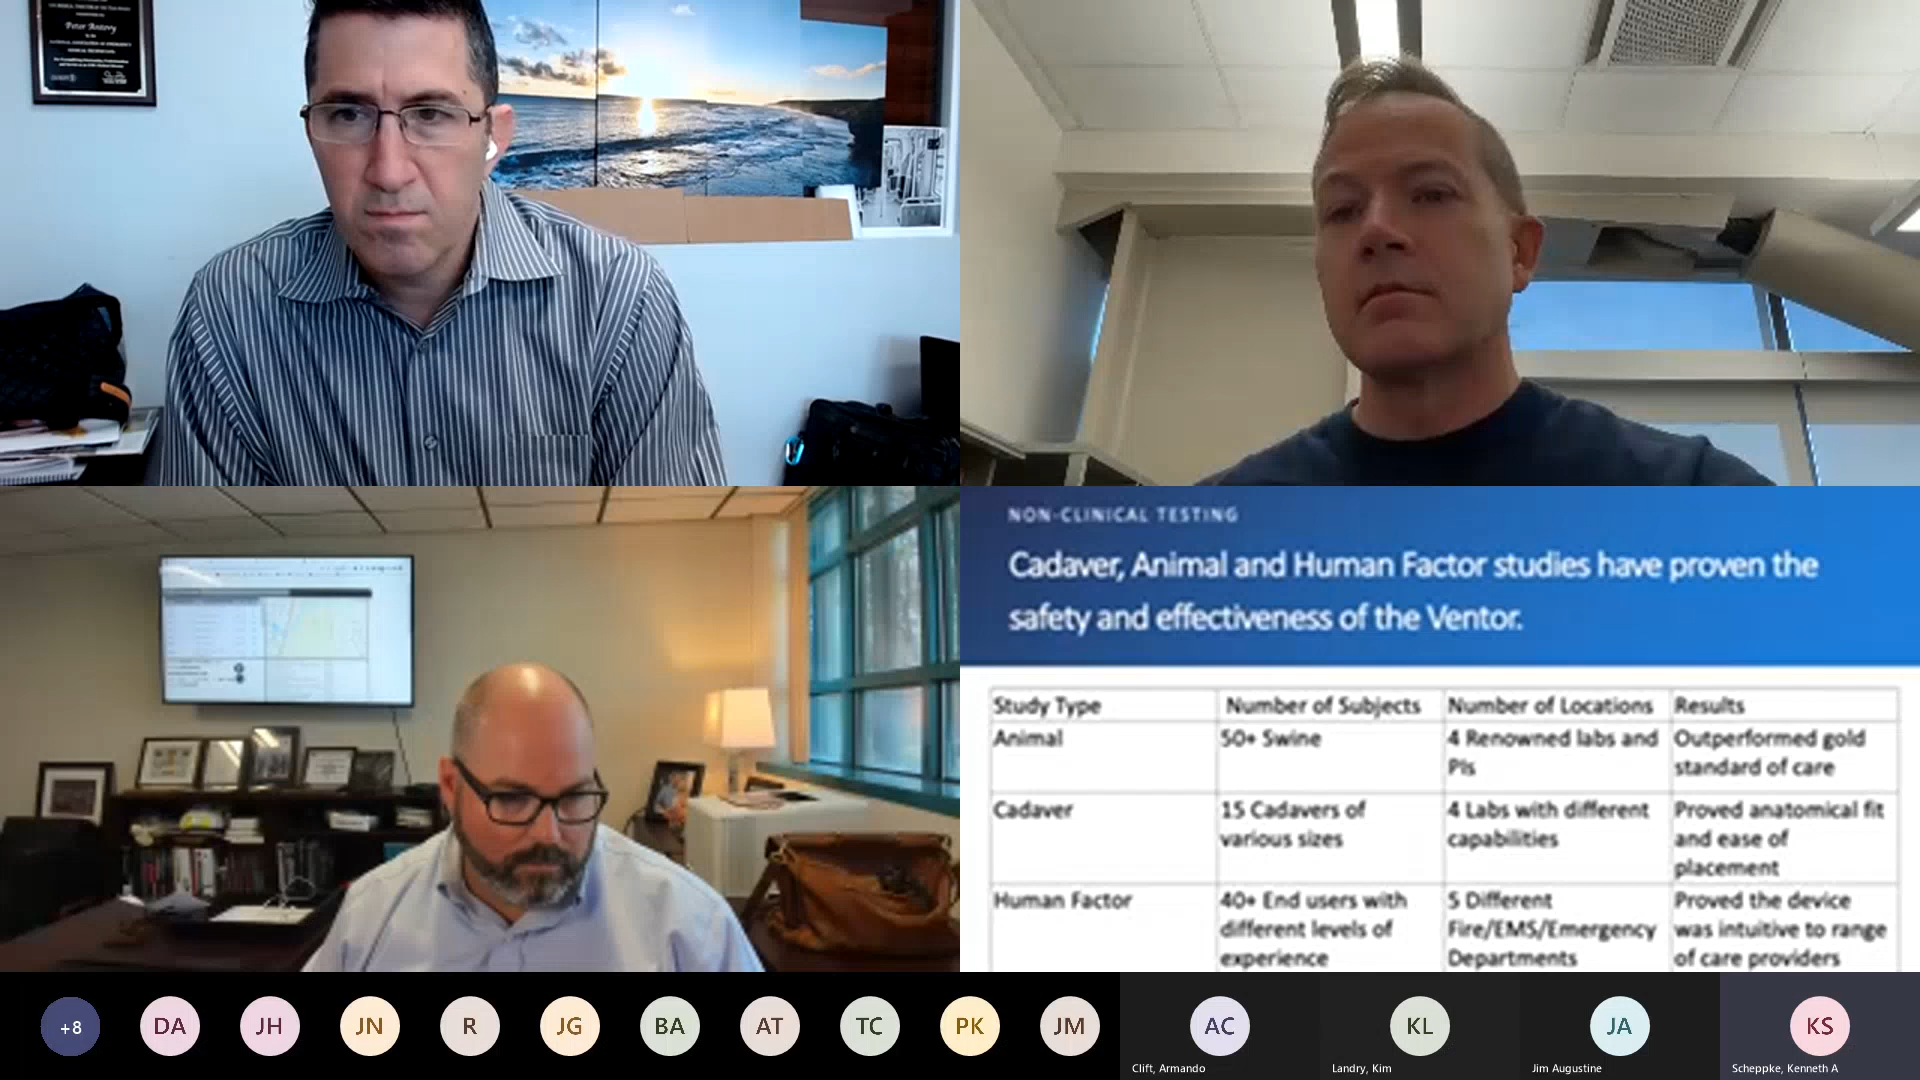 Peter Antevy
NON-CLINICAL TESTING
Cadaver, Animal and Human Factor studies have proven the
safety and effectiveness of the Ventor.
Study Type
Number of Subjects
Number of Locations
Results
Animal
50+ Swine
4 Renowned labs and
PIs
Outperformed gold
standard of care
Cadaver
15 Cadavers of
various sizes
4 Labs with different
capabilities
Proved anatomical fit
and ease of
placement
Human Factor
40+ End users with
different levels of
experience
5 Different
Fire/EMS/Emergency
Departments
Proved the device
was intuitive to range
of care providers
+8
DA
JH
JN
R
JG
BA
AT
TC
PK
JM
AC
KL
JA
KS
Clift, Armando
Landry, Kim
Jim Augustine
Scheppke, Kenneth A